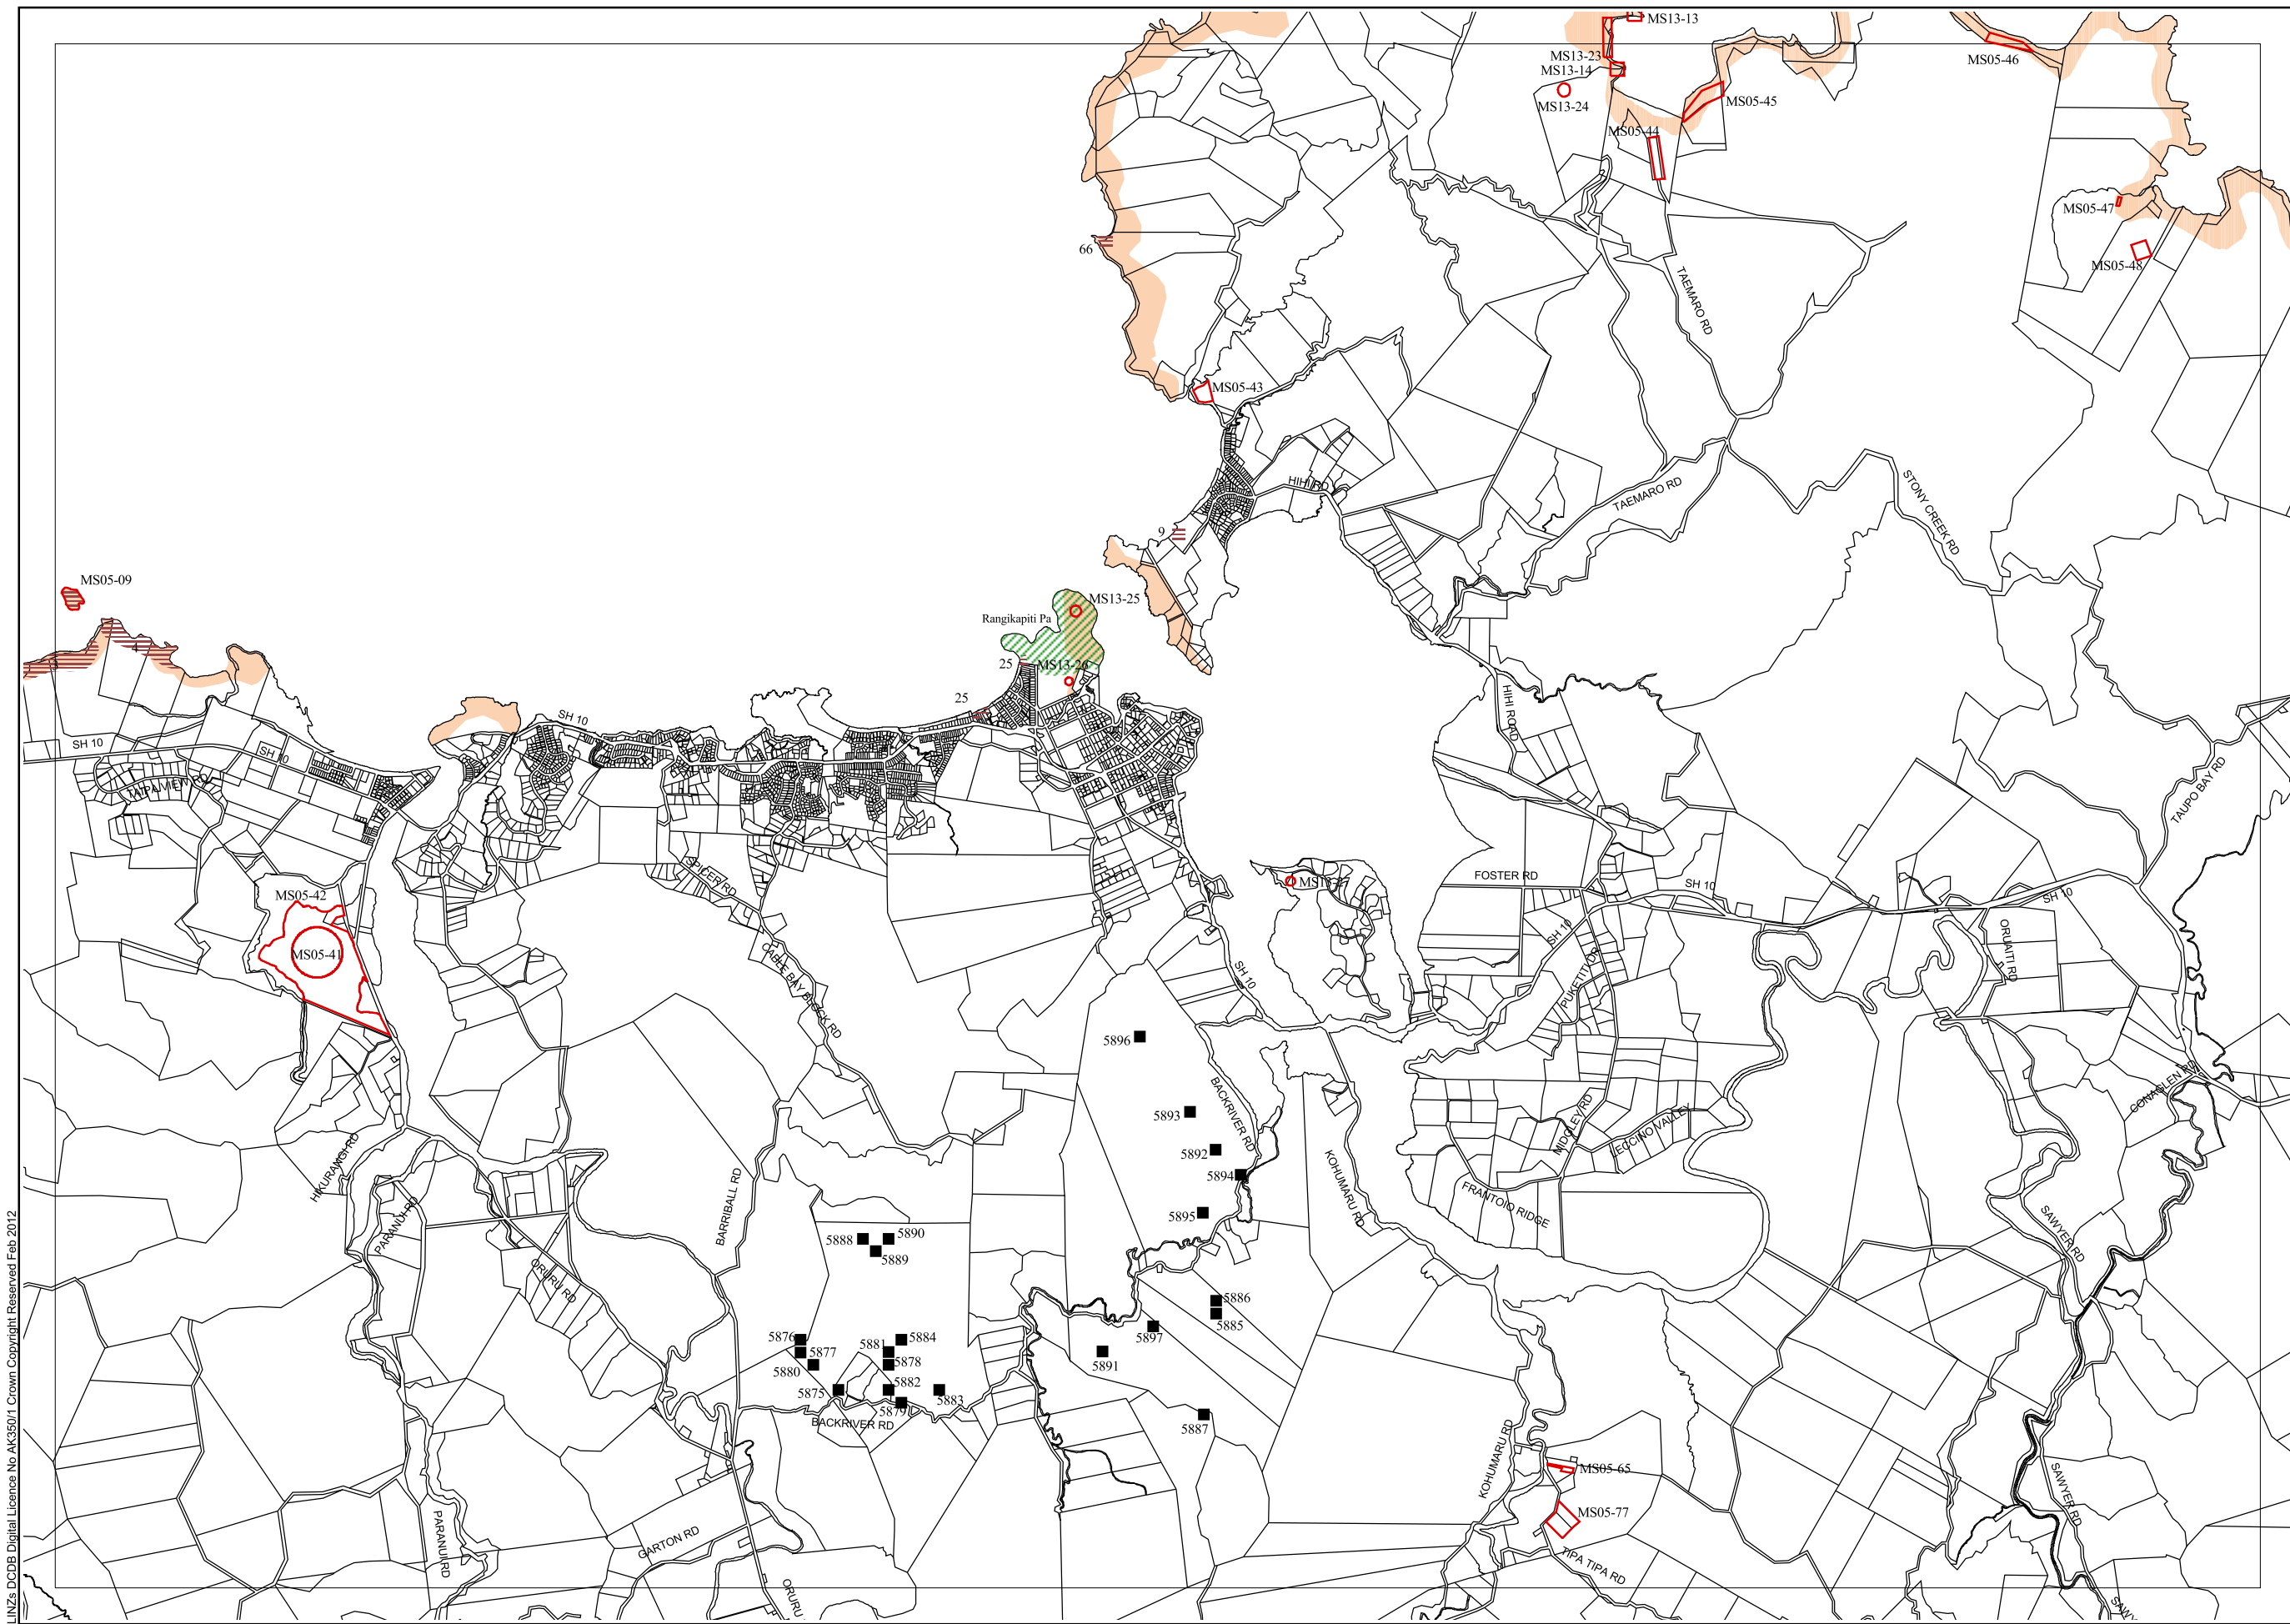 MS13-13
MS13-23
MS05-46
MS13-14
MS13-24
MS05-45
MS05-44
MS05-47
66
MS05-48
TAEMARO RD
MS05-43
HIHI RD
TAEMARO RD
STONY CREEK RD
9
MS05-09
MS13-25
Rangikapiti Pa
4
25
MS13-26
25
HIHI ROAD
SH 10
SH 10
SH 10
TAIPA VIEW RD
TAUPO BAY RD
SPICER RD
FOSTER RD
MS13-27
SH 10
SH 10
MS05-42
SH 10
ORUAITI RD
MS05-41
CABLE BAY BLOCK RD
SH 10
PUKETITI DR
5896
BACKRIVER RD
CONAGLEN RD
5893
MIDGLEY RD
LECCINO VALLEY
HIKURANGI RD
5892
KOHUMARU RD
5894
BARRIBALL RD
FRANTOIO RIDGE
PARANUI RD
5895
SAWYER RD
5888
5890
5889
ORURU RD
5886
5885
5876
5881
5884
5897
5877
5878
5891
5880
5875
5882
5883
5879
BACKRIVER RD
5887
KOHUMARU RD
MS05-65
SAWYER RD
MS05-77
PARANUI RD
GARTON RD
TIPA TIPA RD
ORURU
SAWY
LINZs DCDB Digital Licence No AK350/1 Crown Copyright Reserved Feb 2012